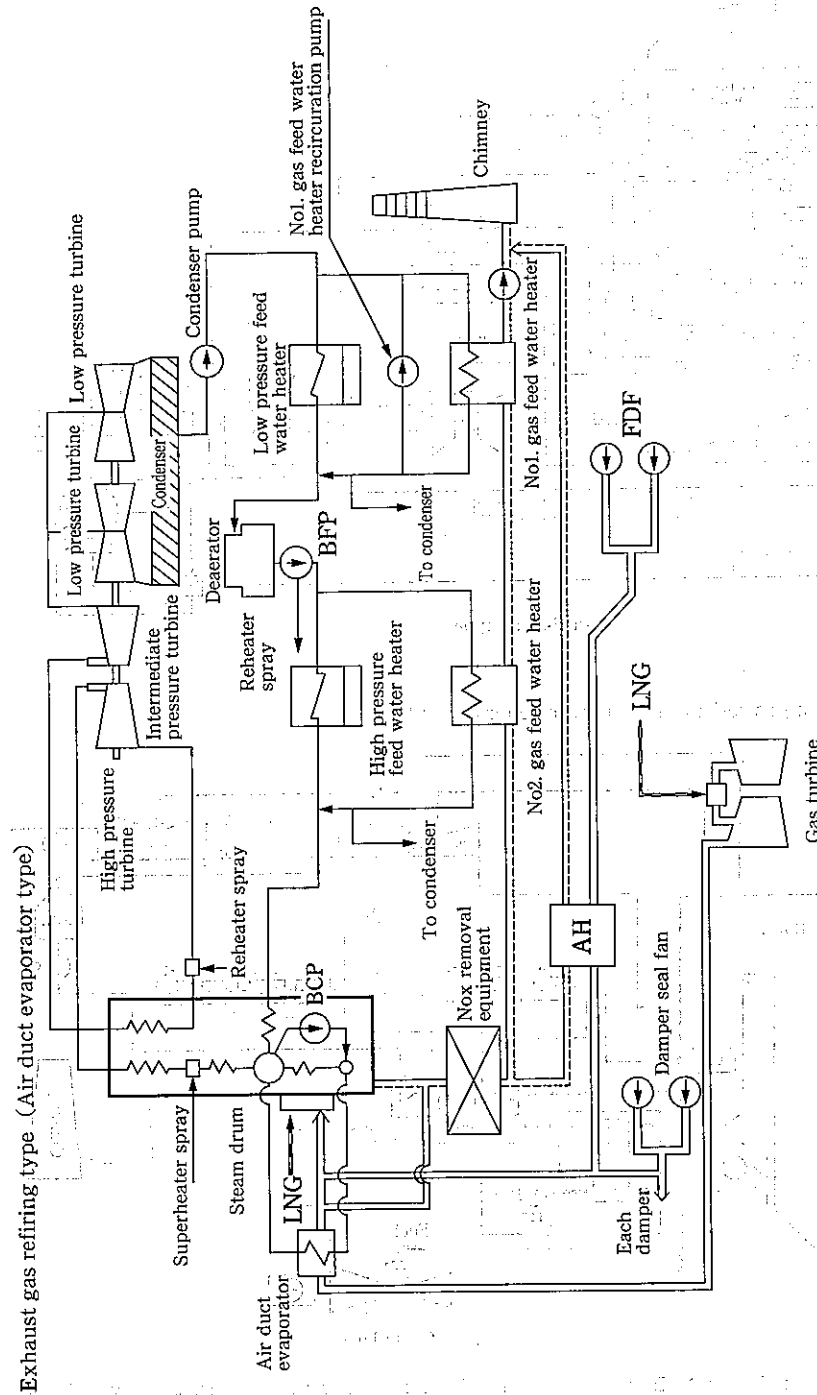 Exhaust gas refiring type (Air duct evaporator type)
High pressure
turbine
Intermediate
pressure turbine
Low pressure turbine
Low pressure turbine
Condenser
Condenser pump
No1. gas feed water
heater recircuration pump
Reheater spray
Superheater spray
Steam drum
BCP
LNG
Air duct
evaporator
Deaerator
BFP
Reheater
spray
High pressure
feed water heater
Low pressure feed
water heater
To condenser
To condenser
Chimney
Nox removal
equipment
No2. gas feed water heater
No1. gas feed water heater
AH
FDF
Damper seal fan
Each
damper
LNG
Gas turbine